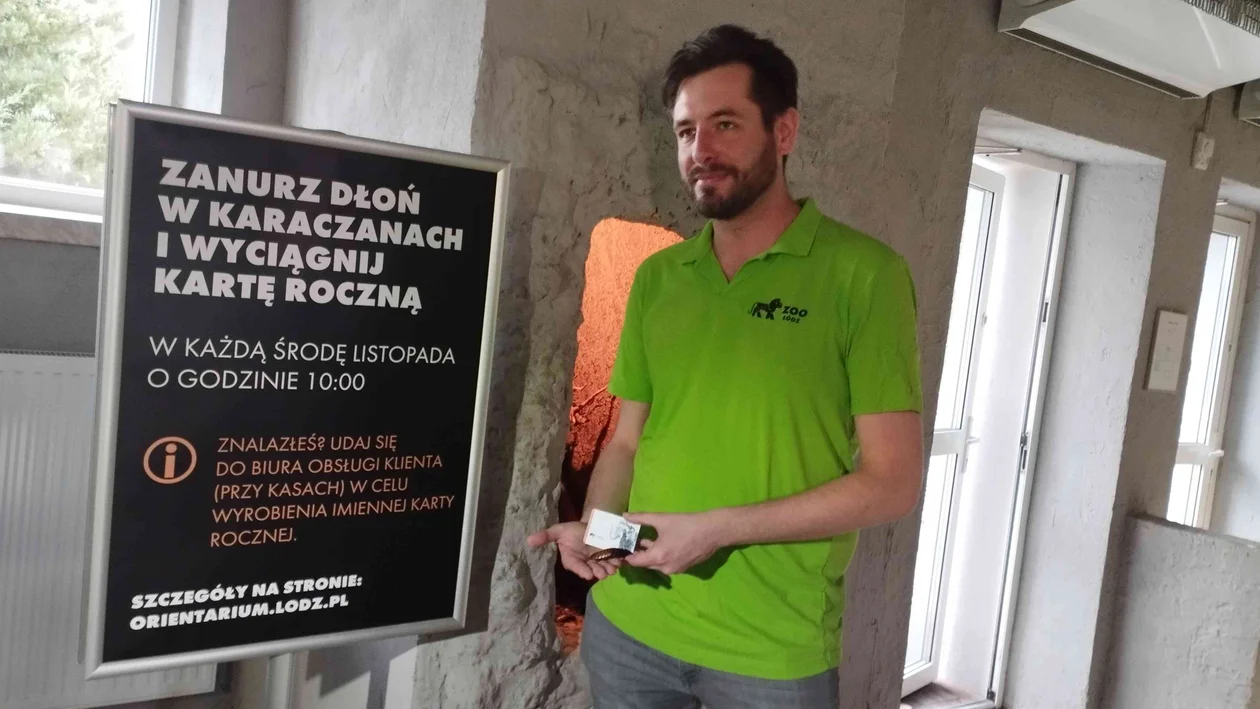 ZANURZ DŁOŃ
W KARACZANACH
I WYCIĄGNIJ
KARTĘ ROCZNĄ
W KAŻDĄ ŚRODĘ LISTOPADA
O GODZINIE 10:00
i
ZNALAZŁEŚ? UDAJ SIĘ
DO BIURA OBSŁUGI KLIENTA
(PRZY KASACH) W CELU
WYROBIENIA IMIENNEJ KARTY
ROCZNEJ.
SZCZEGÓŁY NA STRONIE:
ORIENTARIUM.LODZ.PL
ZOO
ŁÓDŹ